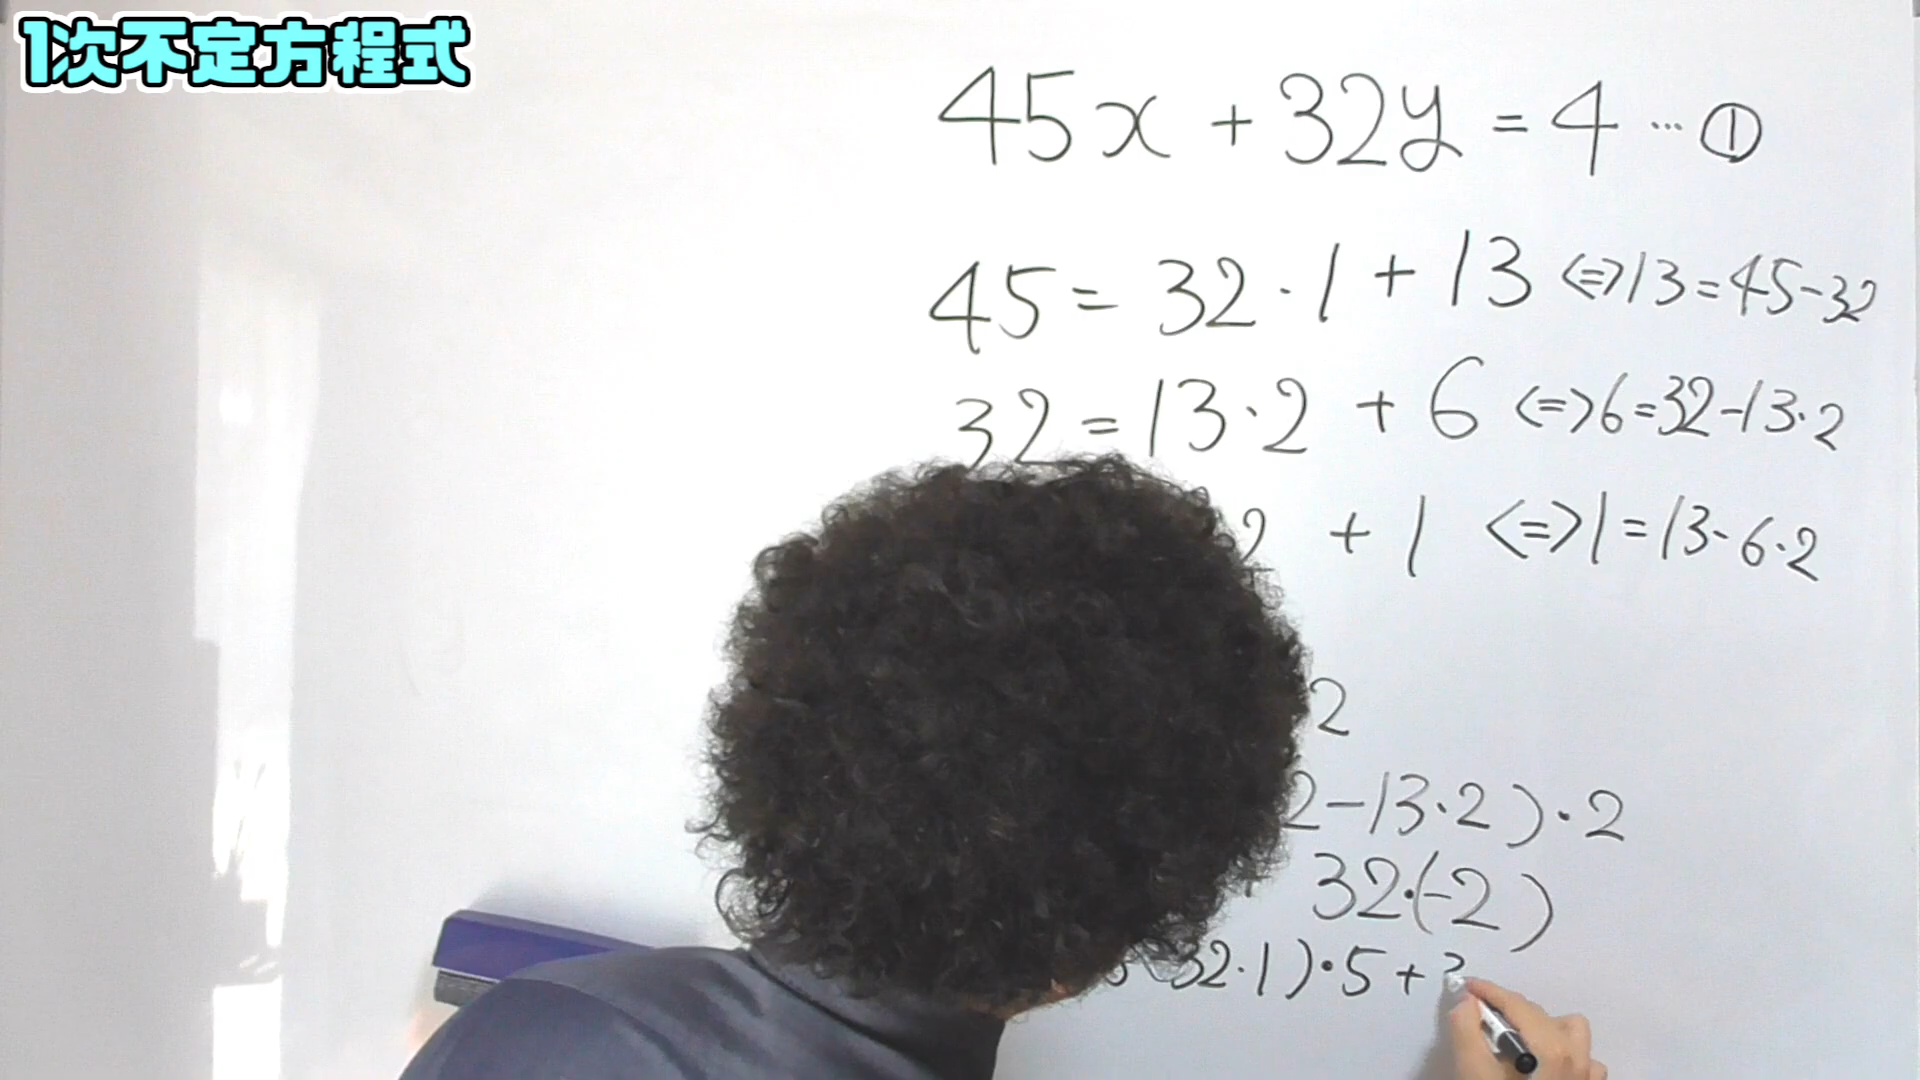 1次不定方程式
45x + 32y = 4 … ①
45 = 32・1 + 13 <=> 13 = 45 - 32
32 = 13・2 + 6 <=> 6 = 32 - 13・2
2 + 1 <=> 1 = 13 - 6・2
2
2 - 13・2 )・2
32・(-2)
32・1 )・5 +